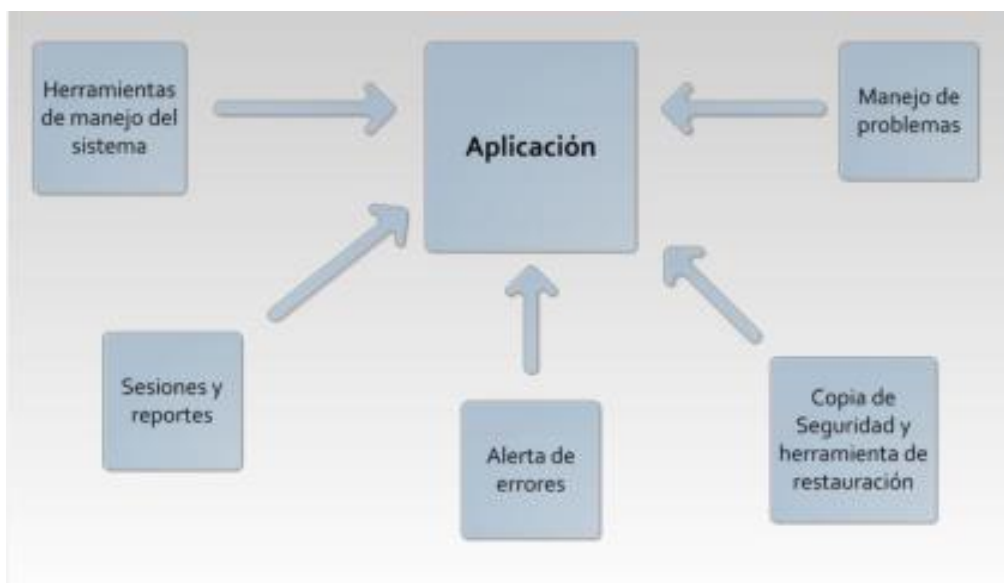 Herramientas
de manejo del
sistema
Aplicación
Manejo de
problemas
Sesiones y
reportes
Alerta de
errores
Copia de
Seguridad y
herramienta de
restauración